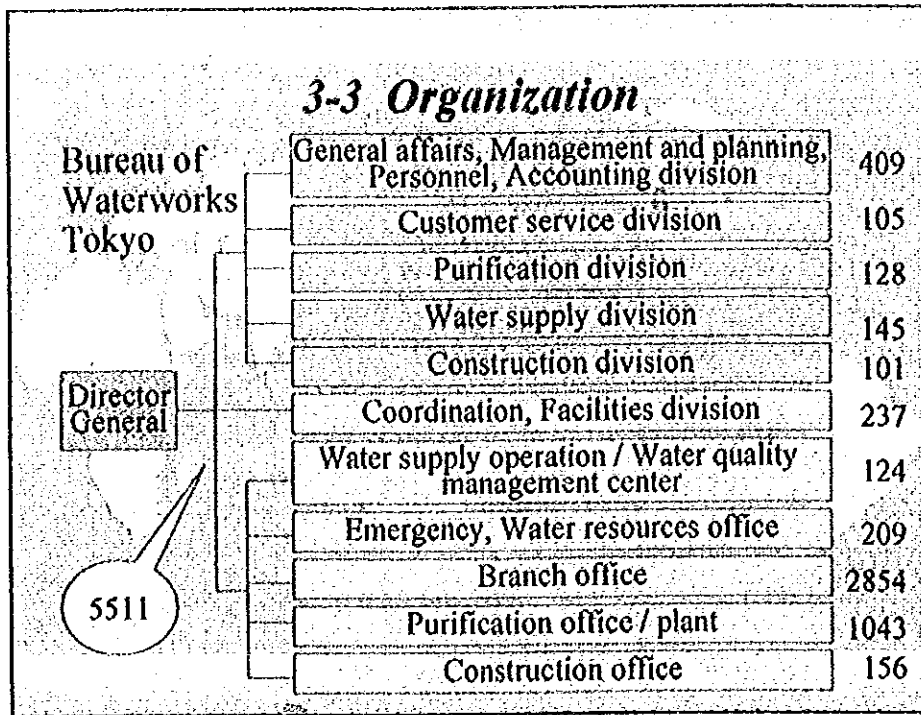 3-3 Organization
Bureau of
Waterworks
Tokyo
Director
General
5511
General affairs, Management and planning,
Personnel, Accounting division
409
Customer service division
105
Purification division
128
Water supply division
145
Construction division
101
Coordination, Facilities division
237
Water supply operation / Water quality
management center
124
Emergency, Water resources office
209
Branch office
2854
Purification office / plant
1043
Construction office
156